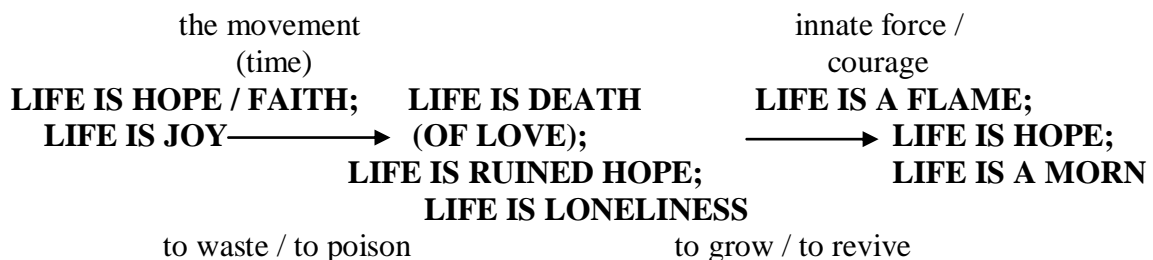 the movement innate force /
(time) courage
LIFE IS HOPE / FAITH; LIFE IS DEATH LIFE IS A FLAME;
LIFE IS JOY (OF LOVE); LIFE IS HOPE;
LIFE IS RUINED HOPE; LIFE IS A MORN
LIFE IS LONELINESS
to waste / to poison to grow / to revive